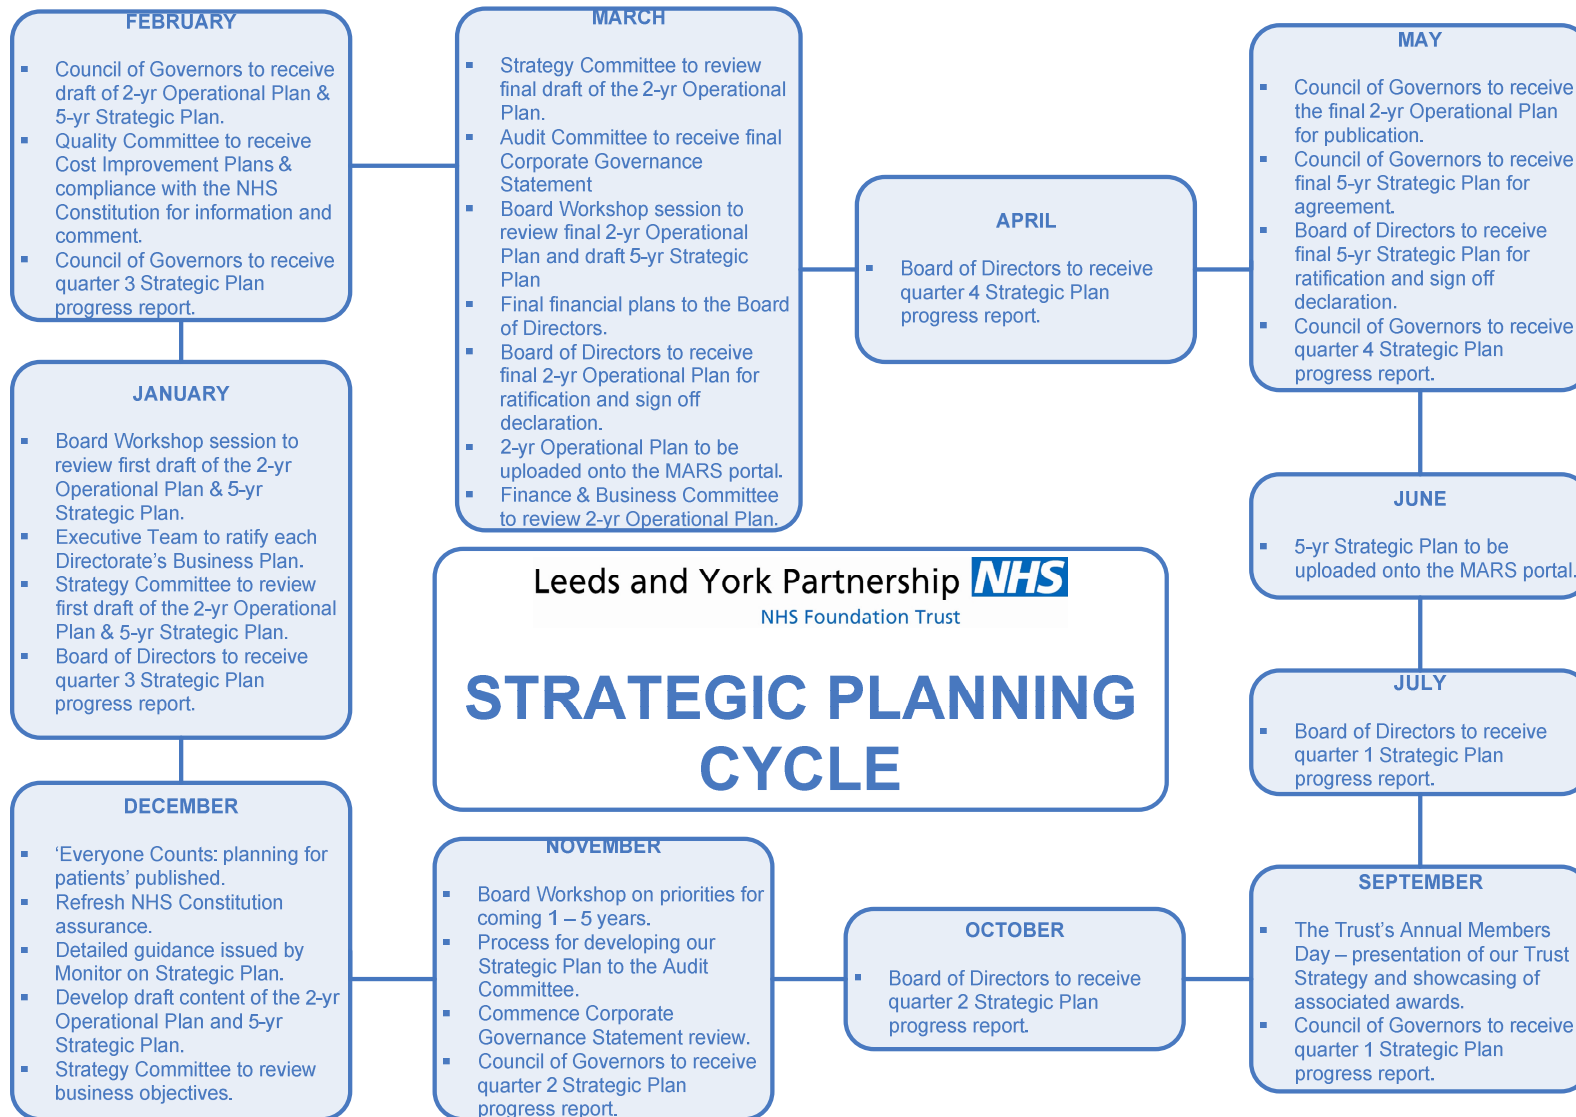 FEBRUARY
▪ Council of Governors to receive
draft of 2-yr Operational Plan &
5-yr Strategic Plan.
▪ Quality Committee to receive
Cost Improvement Plans &
compliance with the NHS
Constitution for information and
comment.
▪ Council of Governors to receive
quarter 3 Strategic Plan
progress report.
MARCH
▪ Strategy Committee to review
final draft of the 2-yr Operational
Plan.
▪ Audit Committee to receive final
Corporate Governance
Statement
▪ Board Workshop session to
review final 2-yr Operational
Plan and draft 5-yr Strategic
Plan
▪ Final financial plans to the Board
of Directors.
▪ Board of Directors to receive
final 2-yr Operational Plan for
ratification and sign off
declaration.
▪ 2-yr Operational Plan to be
uploaded onto the MARS portal.
▪ Finance & Business Committee
to review 2-yr Operational Plan.
APRIL
▪ Board of Directors to receive
quarter 4 Strategic Plan
progress report.
MAY
▪ Council of Governors to receive
the final 2-yr Operational Plan
for publication.
▪ Council of Governors to receive
final 5-yr Strategic Plan for
agreement.
▪ Board of Directors to receive
final 5-yr Strategic Plan for
ratification and sign off
declaration.
▪ Council of Governors to receive
quarter 4 Strategic Plan
progress report.
JANUARY
▪ Board Workshop session to
review first draft of the 2-yr
Operational Plan & 5-yr
Strategic Plan.
▪ Executive Team to ratify each
Directorate's Business Plan.
▪ Strategy Committee to review
first draft of the 2-yr Operational
Plan & 5-yr Strategic Plan.
▪ Board of Directors to receive
quarter 3 Strategic Plan
progress report.
Leeds and York Partnership NHS
NHS Foundation Trust
STRATEGIC PLANNING
CYCLE
JUNE
▪ 5-yr Strategic Plan to be
uploaded onto the MARS portal.
JULY
▪ Board of Directors to receive
quarter 1 Strategic Plan
progress report.
DECEMBER
▪ 'Everyone Counts: planning for
patients' published.
▪ Refresh NHS Constitution
assurance.
▪ Detailed guidance issued by
Monitor on Strategic Plan.
▪ Develop draft content of the 2-yr
Operational Plan and 5-yr
Strategic Plan.
▪ Strategy Committee to review
business objectives.
NOVEMBER
▪ Board Workshop on priorities for
coming 1 – 5 years.
▪ Process for developing our
Strategic Plan to the Audit
Committee.
▪ Commence Corporate
Governance Statement review.
▪ Council of Governors to receive
quarter 2 Strategic Plan
progress report.
OCTOBER
▪ Board of Directors to receive
quarter 2 Strategic Plan
progress report.
SEPTEMBER
▪ The Trust's Annual Members
Day – presentation of our Trust
Strategy and showcasing of
associated awards.
▪ Council of Governors to receive
quarter 1 Strategic Plan
progress report.